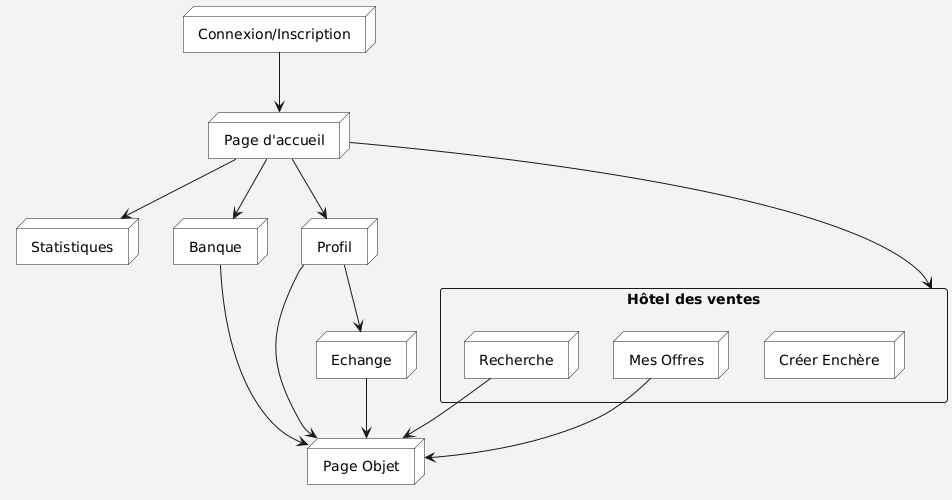 Connexion/Inscription
Page d'accueil
Statistiques
Banque
Profil
Hôtel des ventes
Echange
Recherche
Mes Offres
Créer Enchère
Page Objet